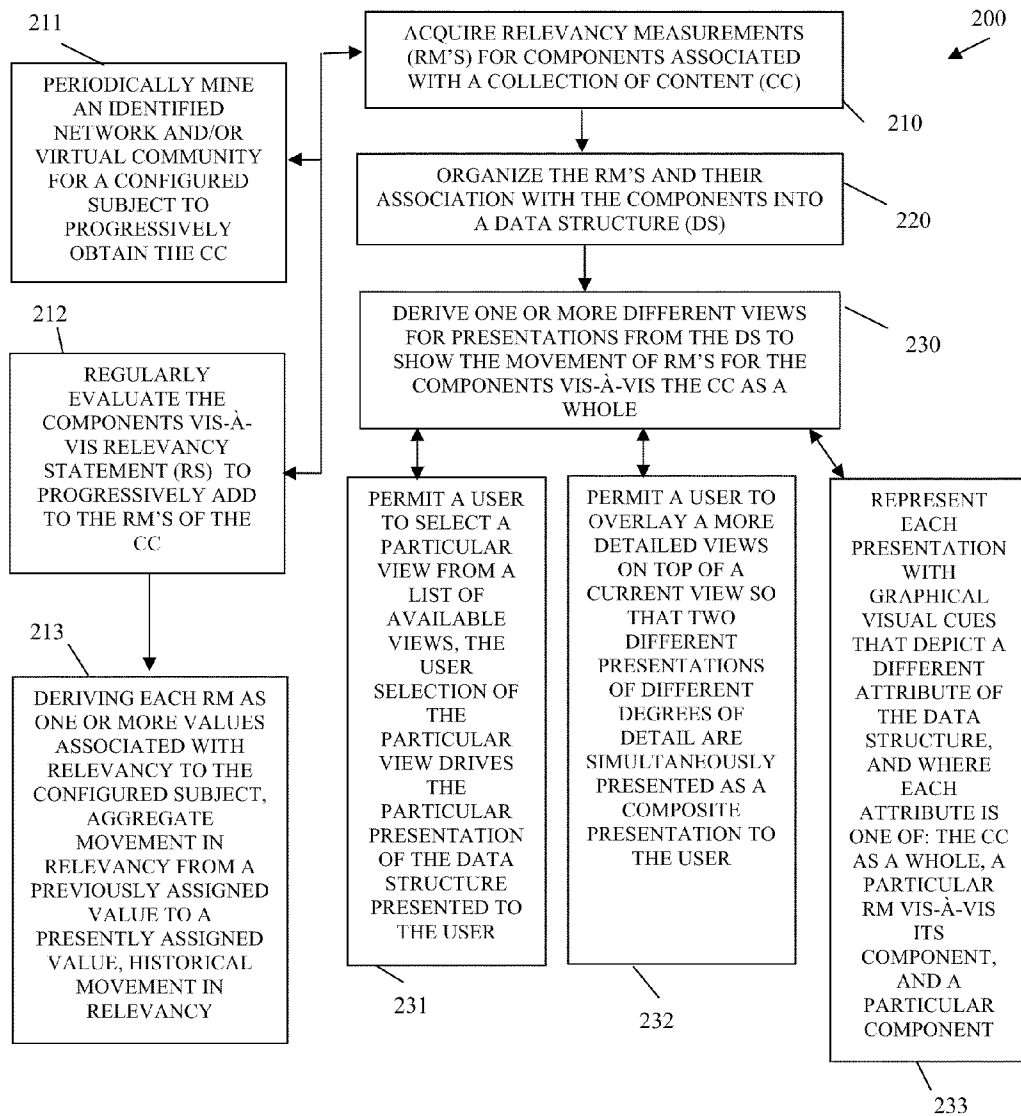 200
ACQUIRE RELEVANCY MEASUREMENTS
(RM'S) FOR COMPONENTS ASSOCIATED
WITH A COLLECTION OF CONTENT (CC)
210
211
PERIODICALLY MINE
AN IDENTIFIED
NETWORK AND/OR
VIRTUAL COMMUNITY
FOR A CONFIGURED
SUBJECT TO
PROGRESSIVELY
OBTAIN THE CC
ORGANIZE THE RM'S AND THEIR
ASSOCIATION WITH THE COMPONENTS INTO
A DATA STRUCTURE (DS)
220
DERIVE ONE OR MORE DIFFERENT VIEWS
FOR PRESENTATIONS FROM THE DS TO
SHOW THE MOVEMENT OF RM'S FOR THE
COMPONENTS VIS-À-VIS THE CC AS A
WHOLE
230
212
REGULARLY
EVALUATE THE
COMPONENTS VIS-À-
VIS RELEVANCY
STATEMENT (RS) TO
PROGRESSIVELY ADD
TO THE RM'S OF THE
CC
213
DERIVING EACH RM AS
ONE OR MORE VALUES
ASSOCIATED WITH
RELEVANCY TO THE
CONFIGURED SUBJECT,
AGGREGATE
MOVEMENT IN
RELEVANCY FROM A
PREVIOUSLY ASSIGNED
VALUE TO A
PRESENTLY ASSIGNED
VALUE, HISTORICAL
MOVEMENT IN
RELEVANCY
PERMIT A USER
TO SELECT A
PARTICULAR
VIEW FROM A
LIST OF
AVAILABLE
VIEWS, THE
USER
SELECTION OF
THE
PARTICULAR
VIEW DRIVES
THE
PARTICULAR
PRESENTATION
OF THE DATA
STRUCTURE
PRESENTED TO
THE USER
231
PERMIT A USER TO
OVERLAY A MORE
DETAILED VIEWS
ON TOP OF A
CURRENT VIEW SO
THAT TWO
DIFFERENT
PRESENTATIONS
OF DIFFERENT
DEGREES OF
DETAIL ARE
SIMULTANEOUSLY
PRESENTED AS A
COMPOSITE
PRESENTATION TO
THE USER
232
REPRESENT
EACH
PRESENTATION
WITH
GRAPHICAL
VISUAL CUES
THAT DEPICT A
DIFFERENT
ATTRIBUTE OF
THE DATA
STRUCTURE,
AND WHERE
EACH
ATTRIBUTE IS
ONE OF: THE CC
AS A WHOLE, A
PARTICULAR
RM VIS-À-VIS
ITS
COMPONENT,
AND A
PARTICULAR
COMPONENT
233